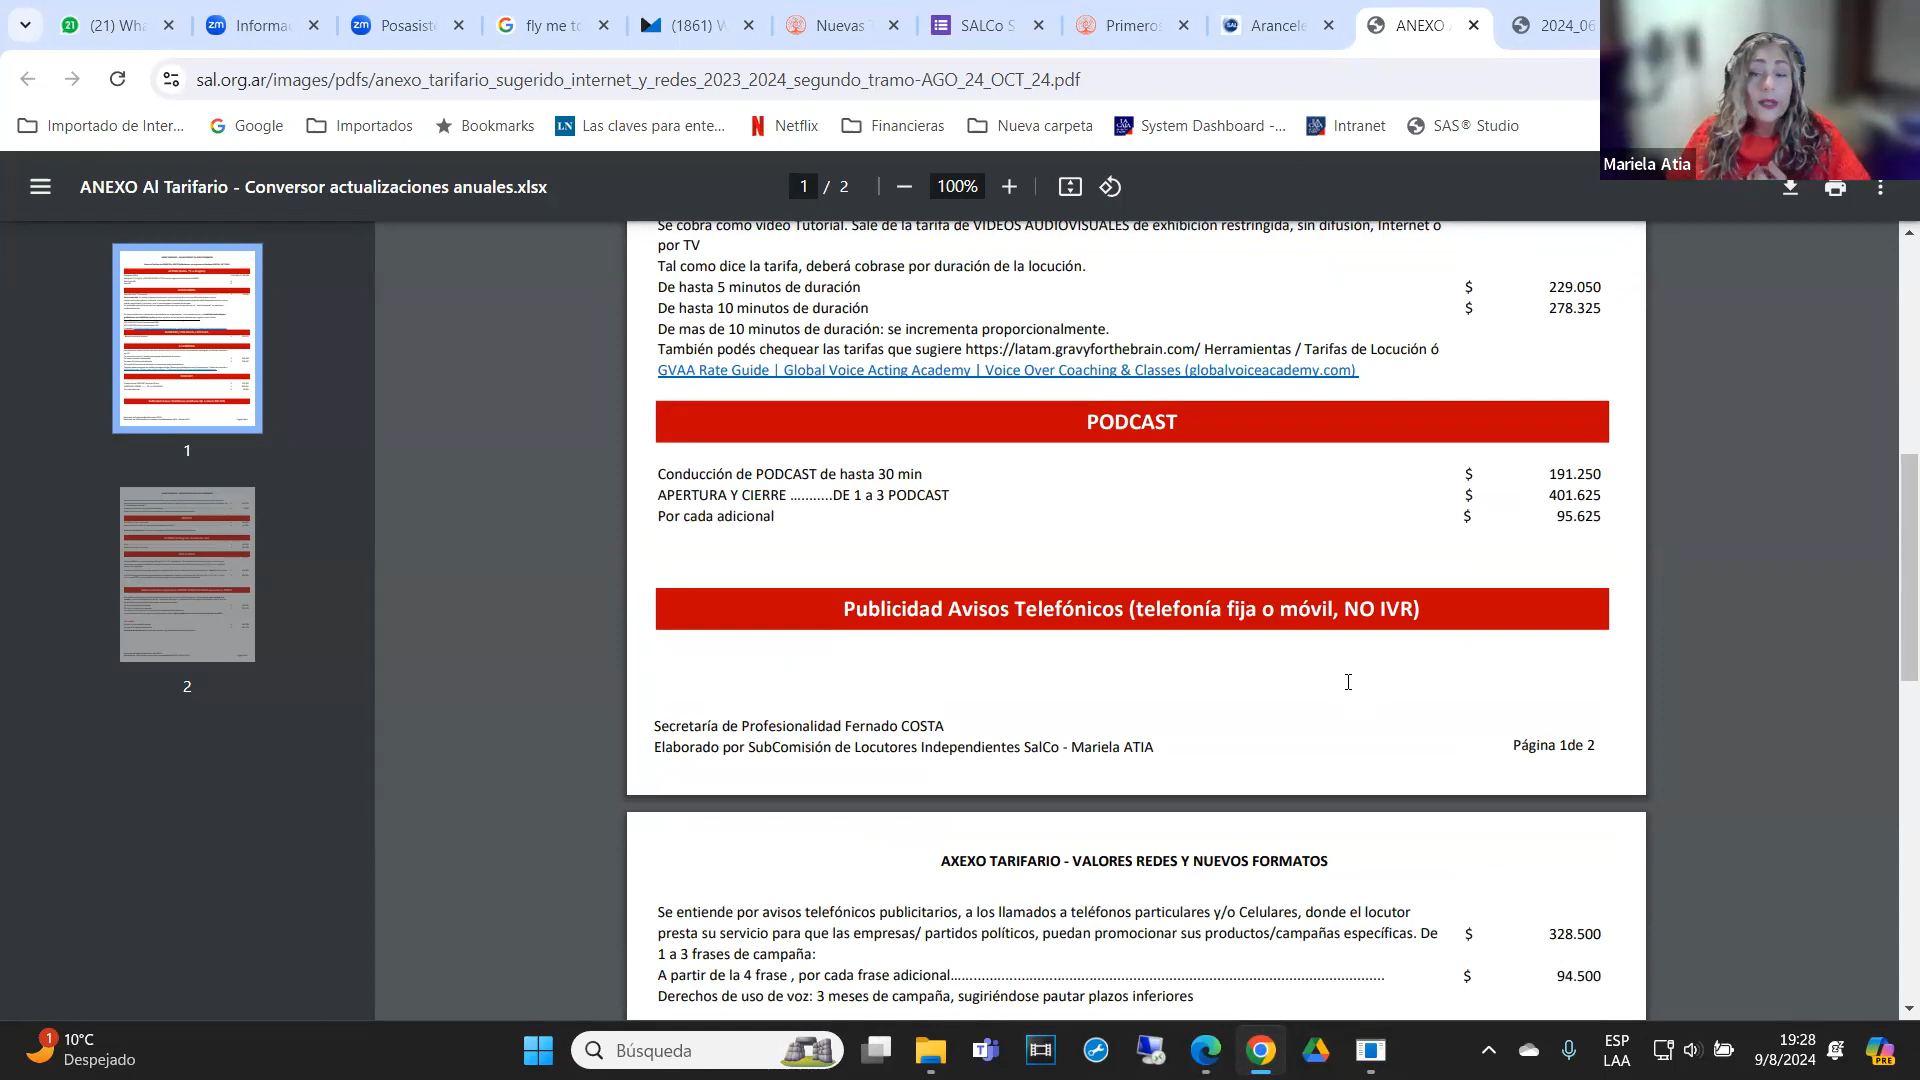 (21) Wha
Informac
Posasist
fly me to
(1861) W
Nuevas T
SALCo S
Primeros
Arancele
ANEXO A
2024_06
sal.org.ar/images/pdfs/anexo_tarifario_sugerido_internet_y_redes_2023_2024_segundo_tramo-AGO_24_OCT_24.pdf
Importado de Inter...
Google
Importados
Bookmarks
Las claves para ente...
Netflix
Financieras
Nueva carpeta
System Dashboard -...
Intranet
SAS® Studio
Mariela Atia
ANEXO Al Tarifario - Conversor actualizaciones anuales.xlsx
1 / 2
100%
Se cobra como video Tutorial. Sale de la tarifa de VIDEOS AUDIOVISUALES de exhibición restringida, sin difusión, Internet o
por TV
Tal como dice la tarifa, deberá cobrase por duración de la locución.
De hasta 5 minutos de duración $ 229.050
De hasta 10 minutos de duración $ 278.325
De mas de 10 minutos de duración: se incrementa proporcionalmente.
También podés chequear las tarifas que sugiere https://latam.gravyforthebrain.com/ Herramientas / Tarifas de Locución ó
GVAA Rate Guide | Global Voice Acting Academy | Voice Over Coaching & Classes (globalvoiceacademy.com)
PODCAST
Conducción de PODCAST de hasta 30 min $ 191.250
APERTURA Y CIERRE ..........DE 1 a 3 PODCAST $ 401.625
Por cada adicional $ 95.625
Publicidad Avisos Telefónicos (telefonía fija o móvil, NO IVR)
Secretaría de Profesionalidad Fernado COSTA
Elaborado por SubComisión de Locutores Independientes SalCo - Mariela ATIA
Página 1de 2
AXEXO TARIFARIO - VALORES REDES Y NUEVOS FORMATOS
Se entiende por avisos telefónicos publicitarios, a los llamados a teléfonos particulares y/o Celulares, donde el locutor
presta su servicio para que las empresas/ partidos políticos, puedan promocionar sus productos/campañas específicas. De $ 328.500
1 a 3 frases de campaña:
A partir de la 4 frase , por cada frase adicional........................................................................................................ $ 94.500
Derechos de uso de voz: 3 meses de campaña, sugiriéndose pautar plazos inferiores
1
2
1
10°C
Despejado
Búsqueda
ESP
LAA
19:28
9/8/2024
PRE